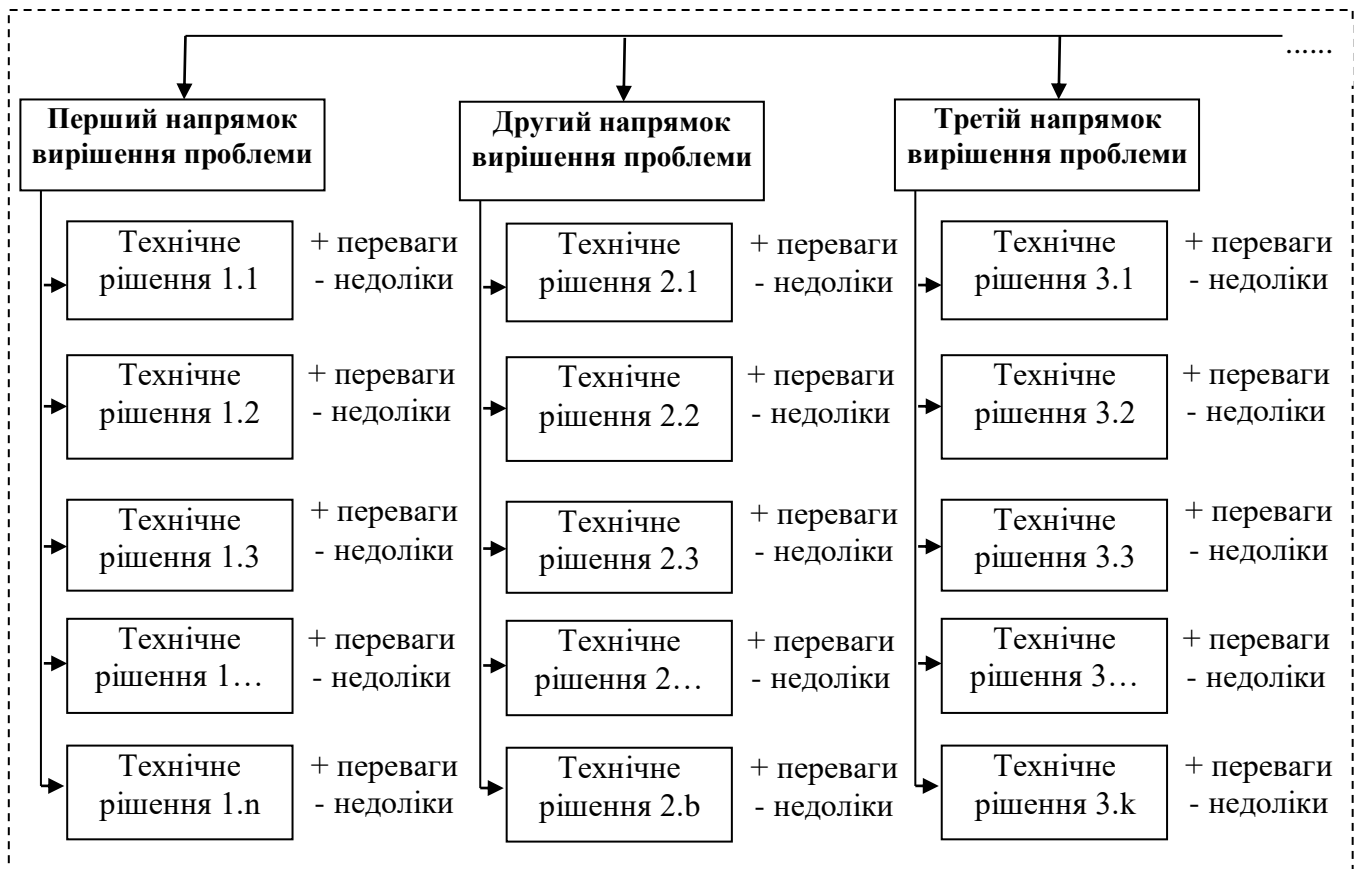 ......
Перший напрямок
вирішення проблеми
Технічне
рішення 1.1
+ переваги
- недоліки
Технічне
рішення 1.2
+ переваги
- недоліки
Технічне
рішення 1.3
+ переваги
- недоліки
Технічне
рішення 1…
+ переваги
- недоліки
Технічне
рішення 1.n
+ переваги
- недоліки
Другий напрямок
вирішення проблеми
Технічне
рішення 2.1
+ переваги
- недоліки
Технічне
рішення 2.2
+ переваги
- недоліки
Технічне
рішення 2.3
+ переваги
- недоліки
Технічне
рішення 2…
+ переваги
- недоліки
Технічне
рішення 2.b
+ переваги
- недоліки
Третій напрямок
вирішення проблеми
Технічне
рішення 3.1
+ переваги
- недоліки
Технічне
рішення 3.2
+ переваги
- недоліки
Технічне
рішення 3.3
+ переваги
- недоліки
Технічне
рішення 3…
+ переваги
- недоліки
Технічне
рішення 3.k
+ переваги
- недоліки